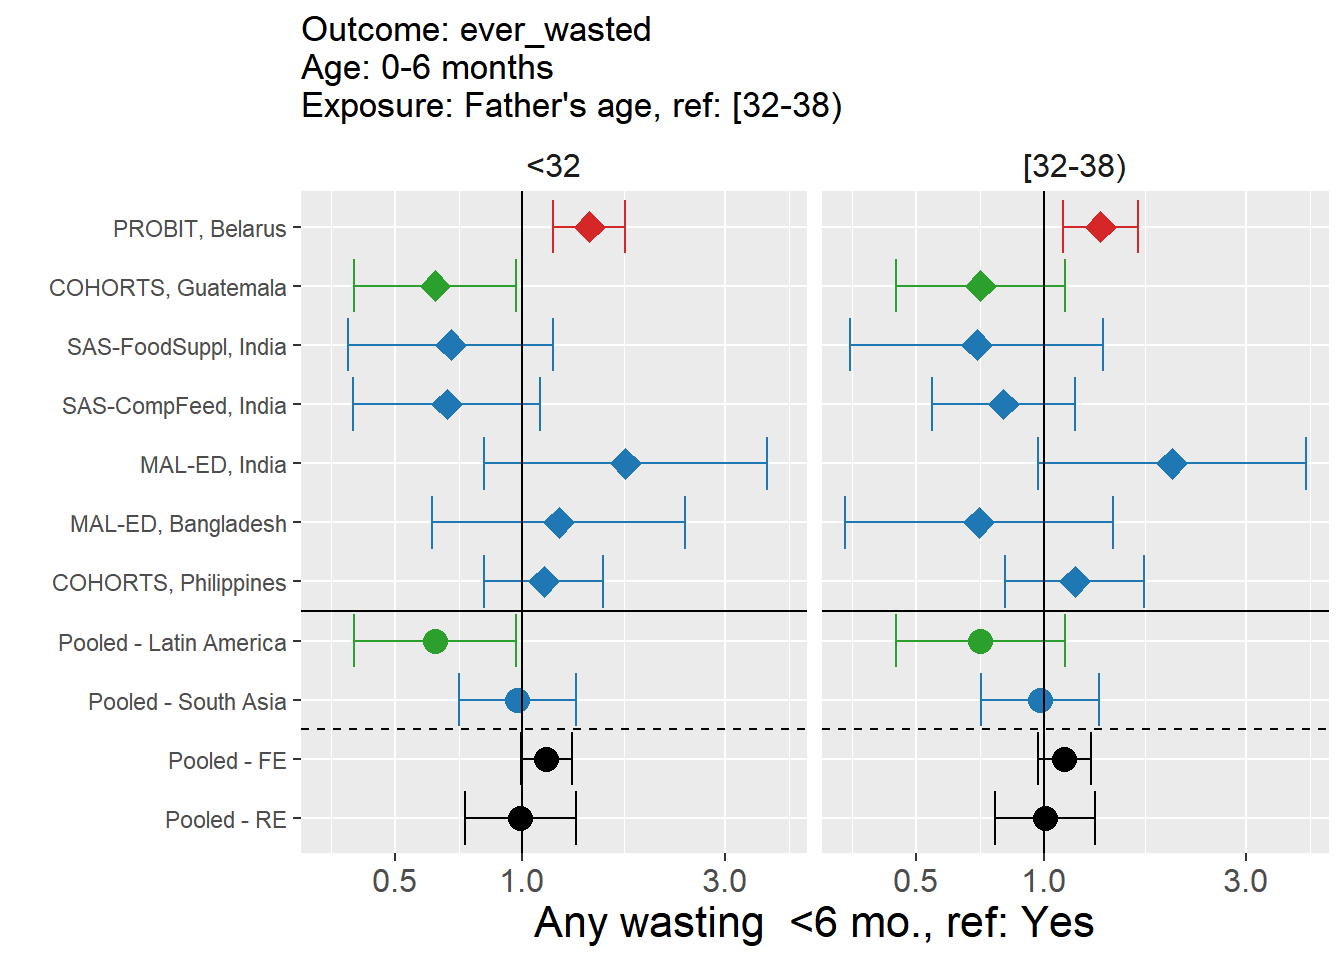 Outcome: ever_wasted
Age: 0-6 months
Exposure: Father's age, ref: [32-38)
<32
[32-38)
PROBIT, Belarus
COHORTS, Guatemala
SAS-FoodSuppl, India
SAS-CompFeed, India
MAL-ED, India
MAL-ED, Bangladesh
COHORTS, Philippines
Pooled - Latin America
Pooled - South Asia
Pooled - FE
Pooled - RE
0.5 1.0 3.0 0.5 1.0 3.0
Any wasting  <6 mo., ref: Yes